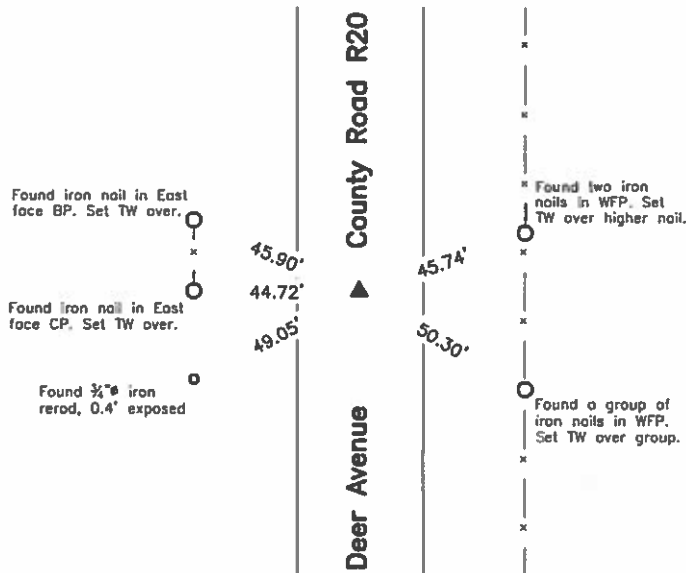 County Road R20
Found iron nail in East
face BP. Set TW over.
Found two iron
nails in WFP. Set
TW over higher nail.
45.90'
45.74'
44.72'
Found iron nail in East
face CP. Set TW over.
49.05'
50.30'
Found ¾"ø iron
rerod, 0.4' exposed
Found a group of
iron nails in WFP.
Set TW over group.
Deer Avenue